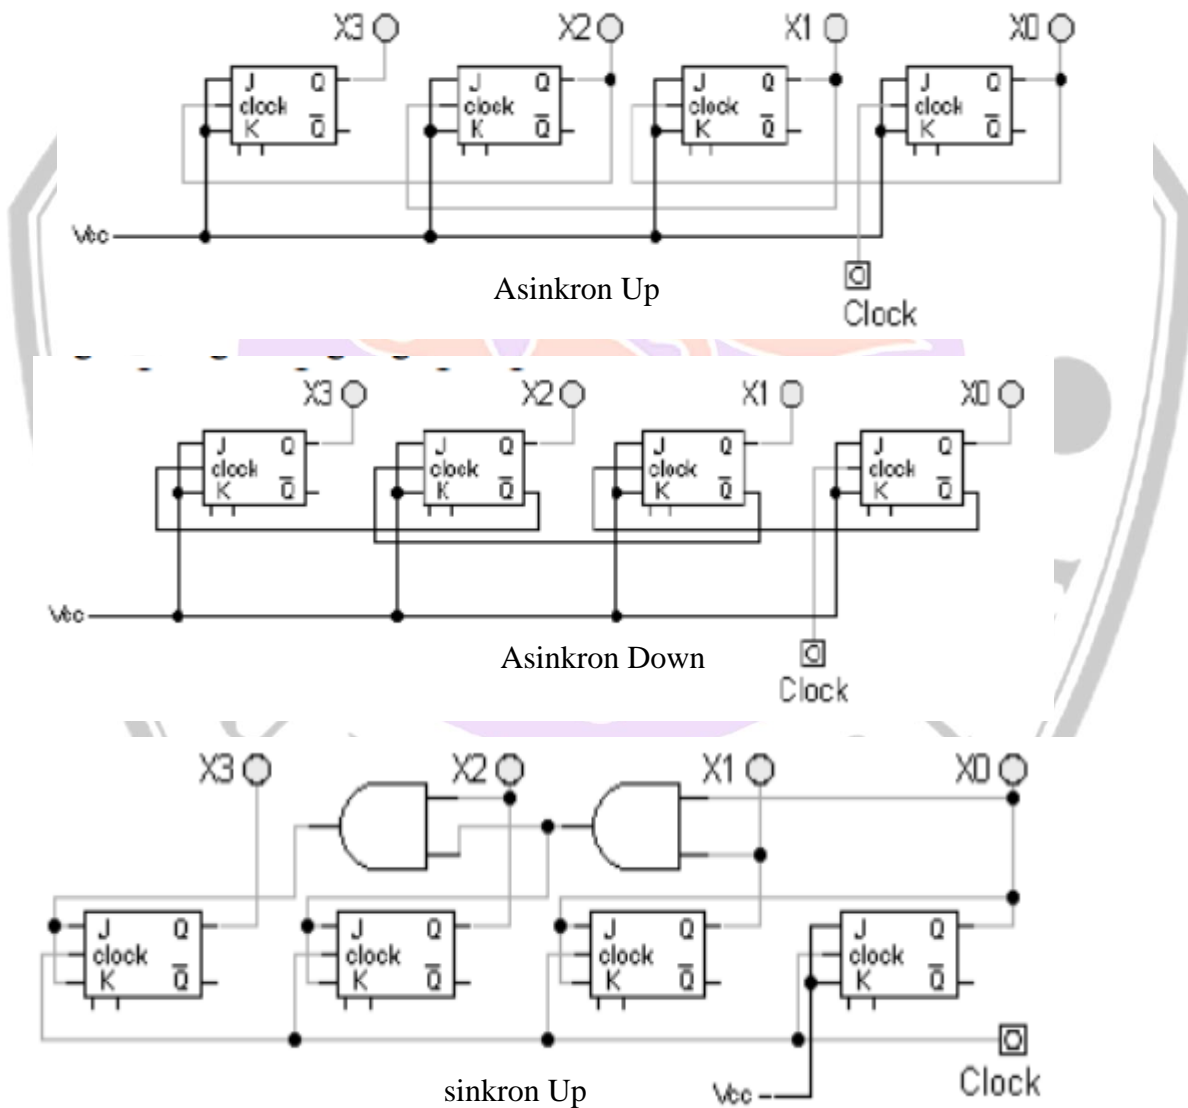 X3 X2 X1 X0
J Q J Q J Q J Q
clock clock clock clock
K Q̅ K Q̅ K Q̅ K Q̅
Vcc
Asinkron Up
Clock
X3 X2 X1 X0
J Q J Q J Q J Q
clock clock clock clock
K Q̅ K Q̅ K Q̅ K Q̅
Vcc
Asinkron Down
Clock
X3 X2 X1 X0
J Q J Q J Q J Q
clock clock clock clock
K Q̅ K Q̅ K Q̅ K Q̅
sinkron Up
Vcc
Clock